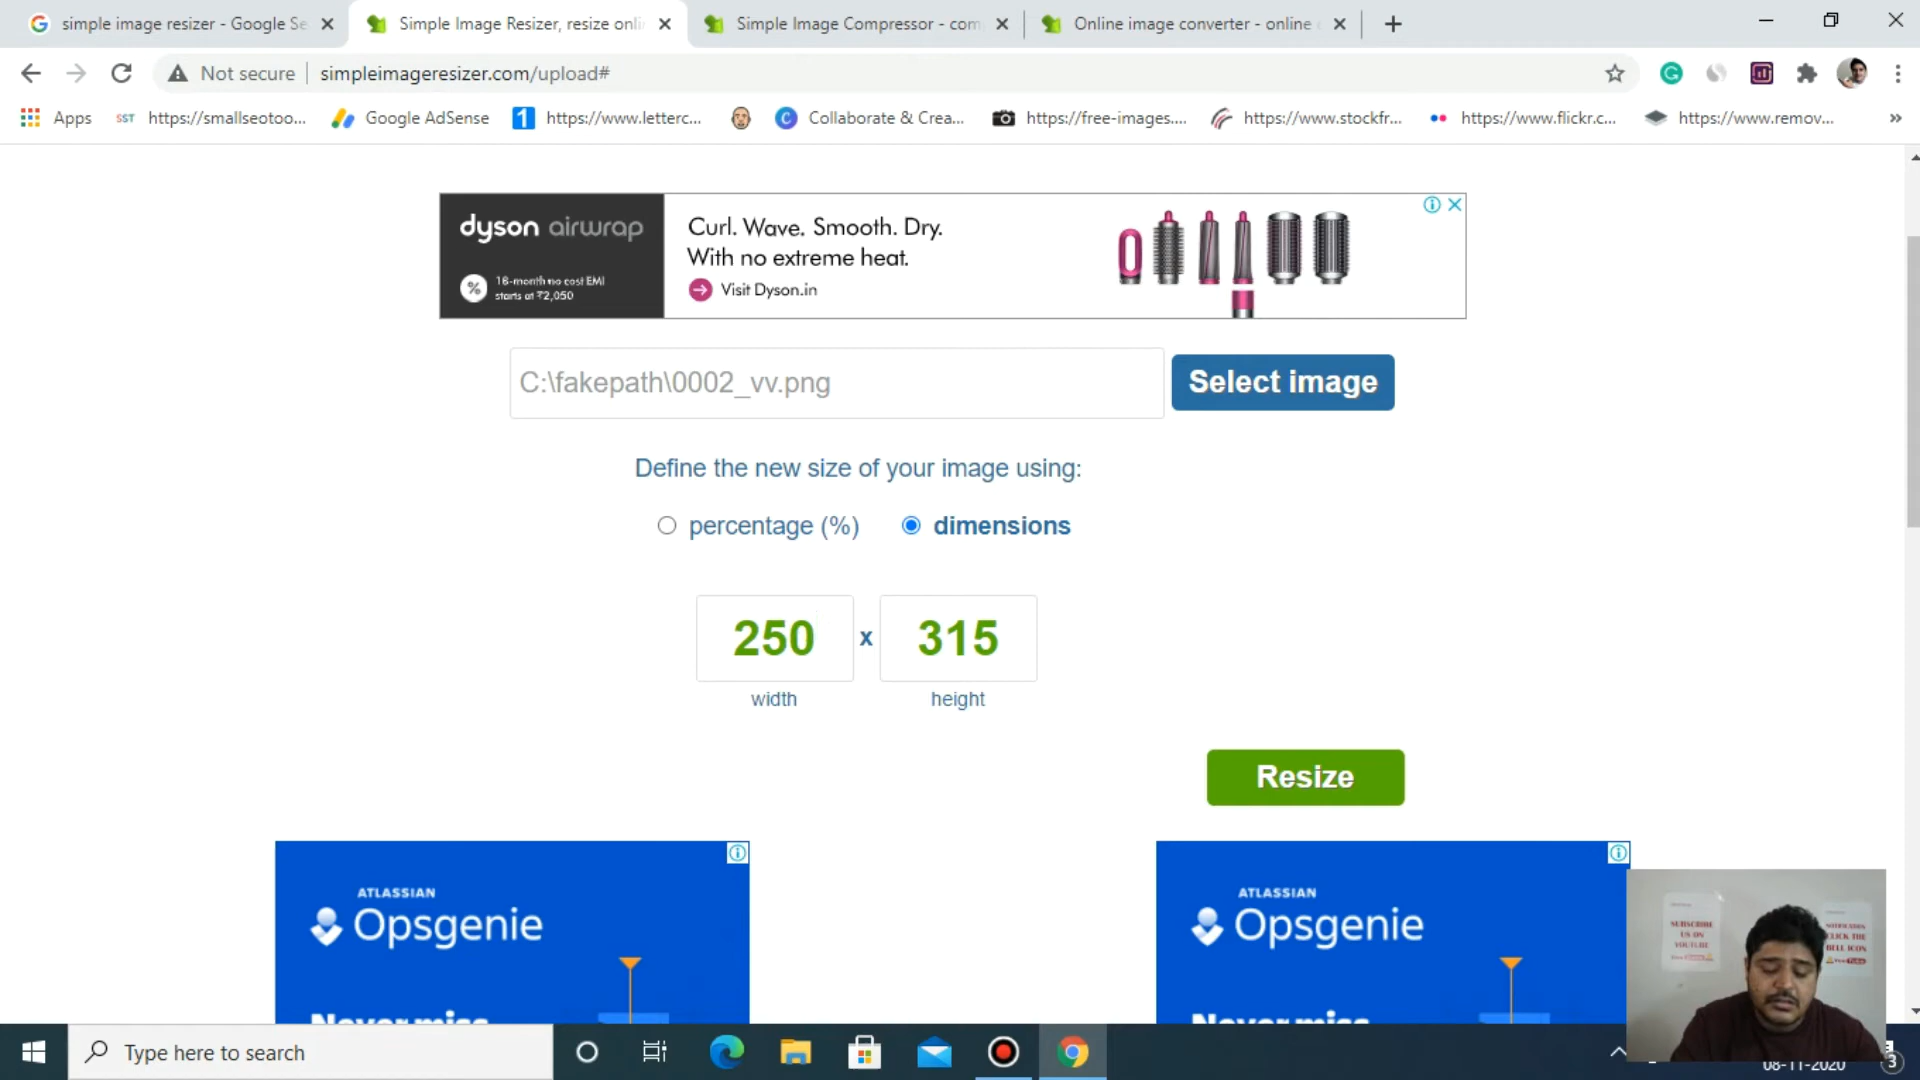 simple image resizer - Google Se
Simple Image Resizer, resize onli
Simple Image Compressor - com
Online image converter - online
Not secure
simpleimageresizer.com/upload#
Apps
SST
https://smallseotoo...
Google AdSense
1
https://www.letterc...
C
Collaborate & Crea...
https://free-images....
https://www.stockfr...
https://www.flickr.c...
https://www.remov...
dyson airwrap
% 18-month no cost EMI
starts at ₹2,050
Curl. Wave. Smooth. Dry.
With no extreme heat.
Visit Dyson.in
C:\fakepath\0002_vv.png
Select image
Define the new size of your image using:
percentage (%)
dimensions
250 x 315
width
height
Resize
ATLASSIAN
Opsgenie
Never miss
ATLASSIAN
Opsgenie
Never miss
SUBSCRIBE
US ON
YOUTUBE
NOTIFICATION
CLICK THE
BELL ICON
Type here to search
08-11-2020
3